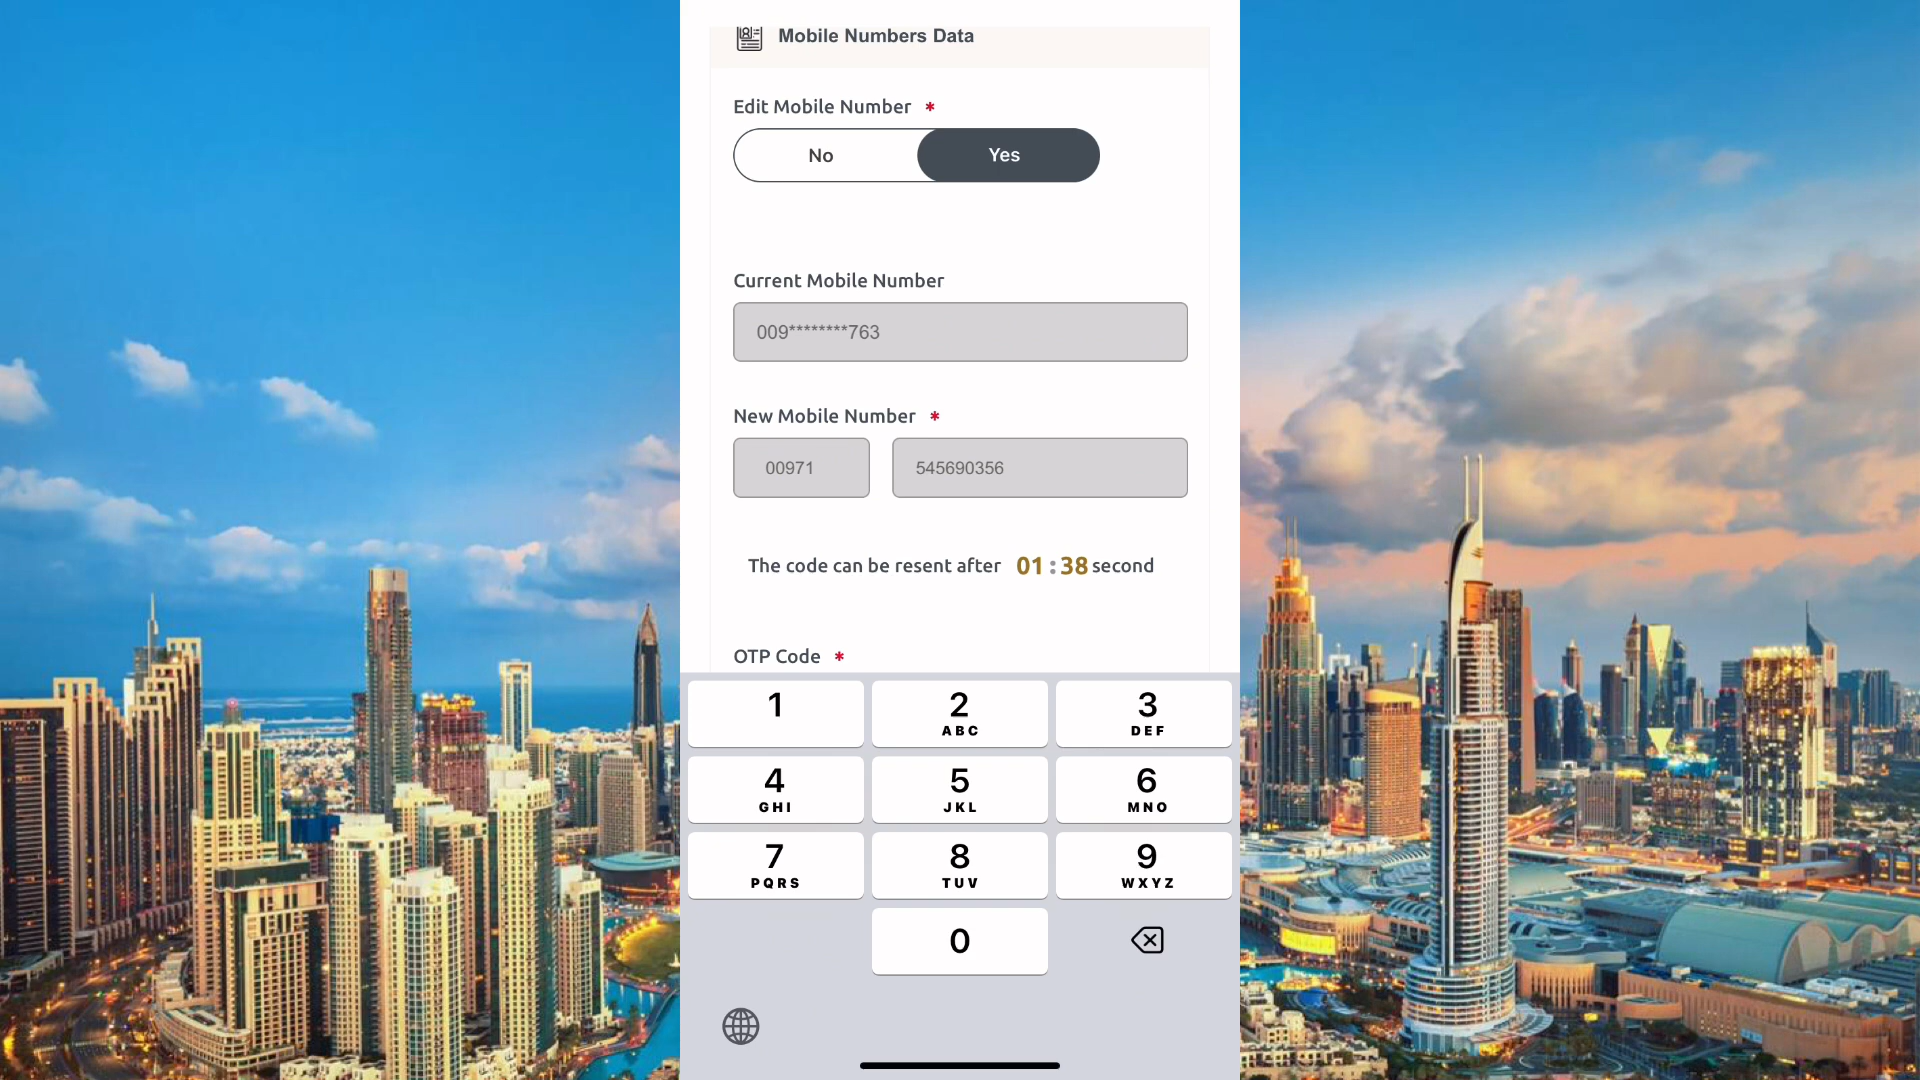 Mobile Numbers Data
Edit Mobile Number *
No Yes
Current Mobile Number
009********763
New Mobile Number *
00971 545690356
The code can be resent after 01 : 38 second
OTP Code *
1 2 3
ABC DEF
4 5 6
GHI JKL MNO
7 8 9
PQRS TUV WXYZ
0